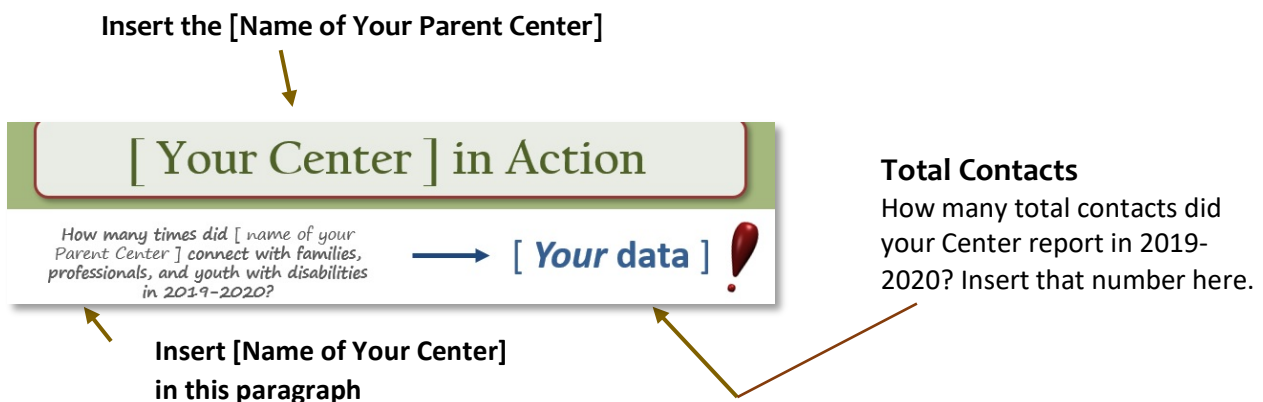 Insert the [Name of Your Parent Center]
[ Your Center ] in Action
How many times did [ name of your
Parent Center ] connect with families,
professionals, and youth with disabilities
in 2019-2020?
[ Your data ]!
Total Contacts
How many total contacts did
your Center report in 2019-
2020? Insert that number here.
Insert [Name of Your Center]
in this paragraph